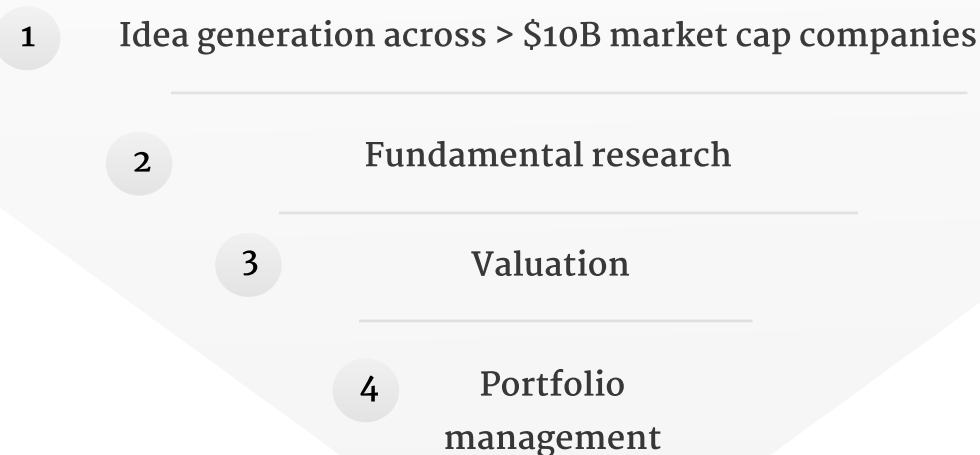 1 Idea generation across > $10B market cap companies
2 Fundamental research
3 Valuation
4 Portfolio
management